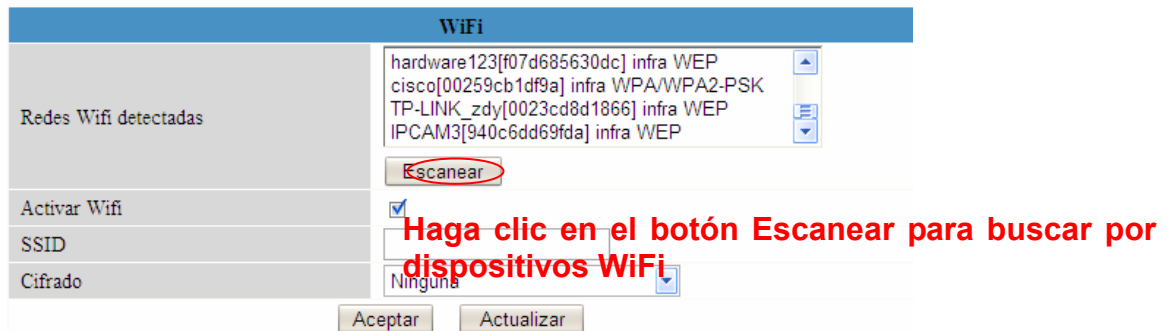 WiFi
Redes Wifi detectadas
hardware123[f07d685630dc] infra WEP
cisco[00259cb1df9a] infra WPA/WPA2-PSK
TP-LINK_zdy[0023cd8d1866] infra WEP
IPCAM3[940c6dd69fda] infra WEP
Escanear
Activar Wifi
Haga clic en el botón Escanear para buscar por
dispositivos WiFi
SSID
Cifrado
Ninguna
Aceptar Actualizar